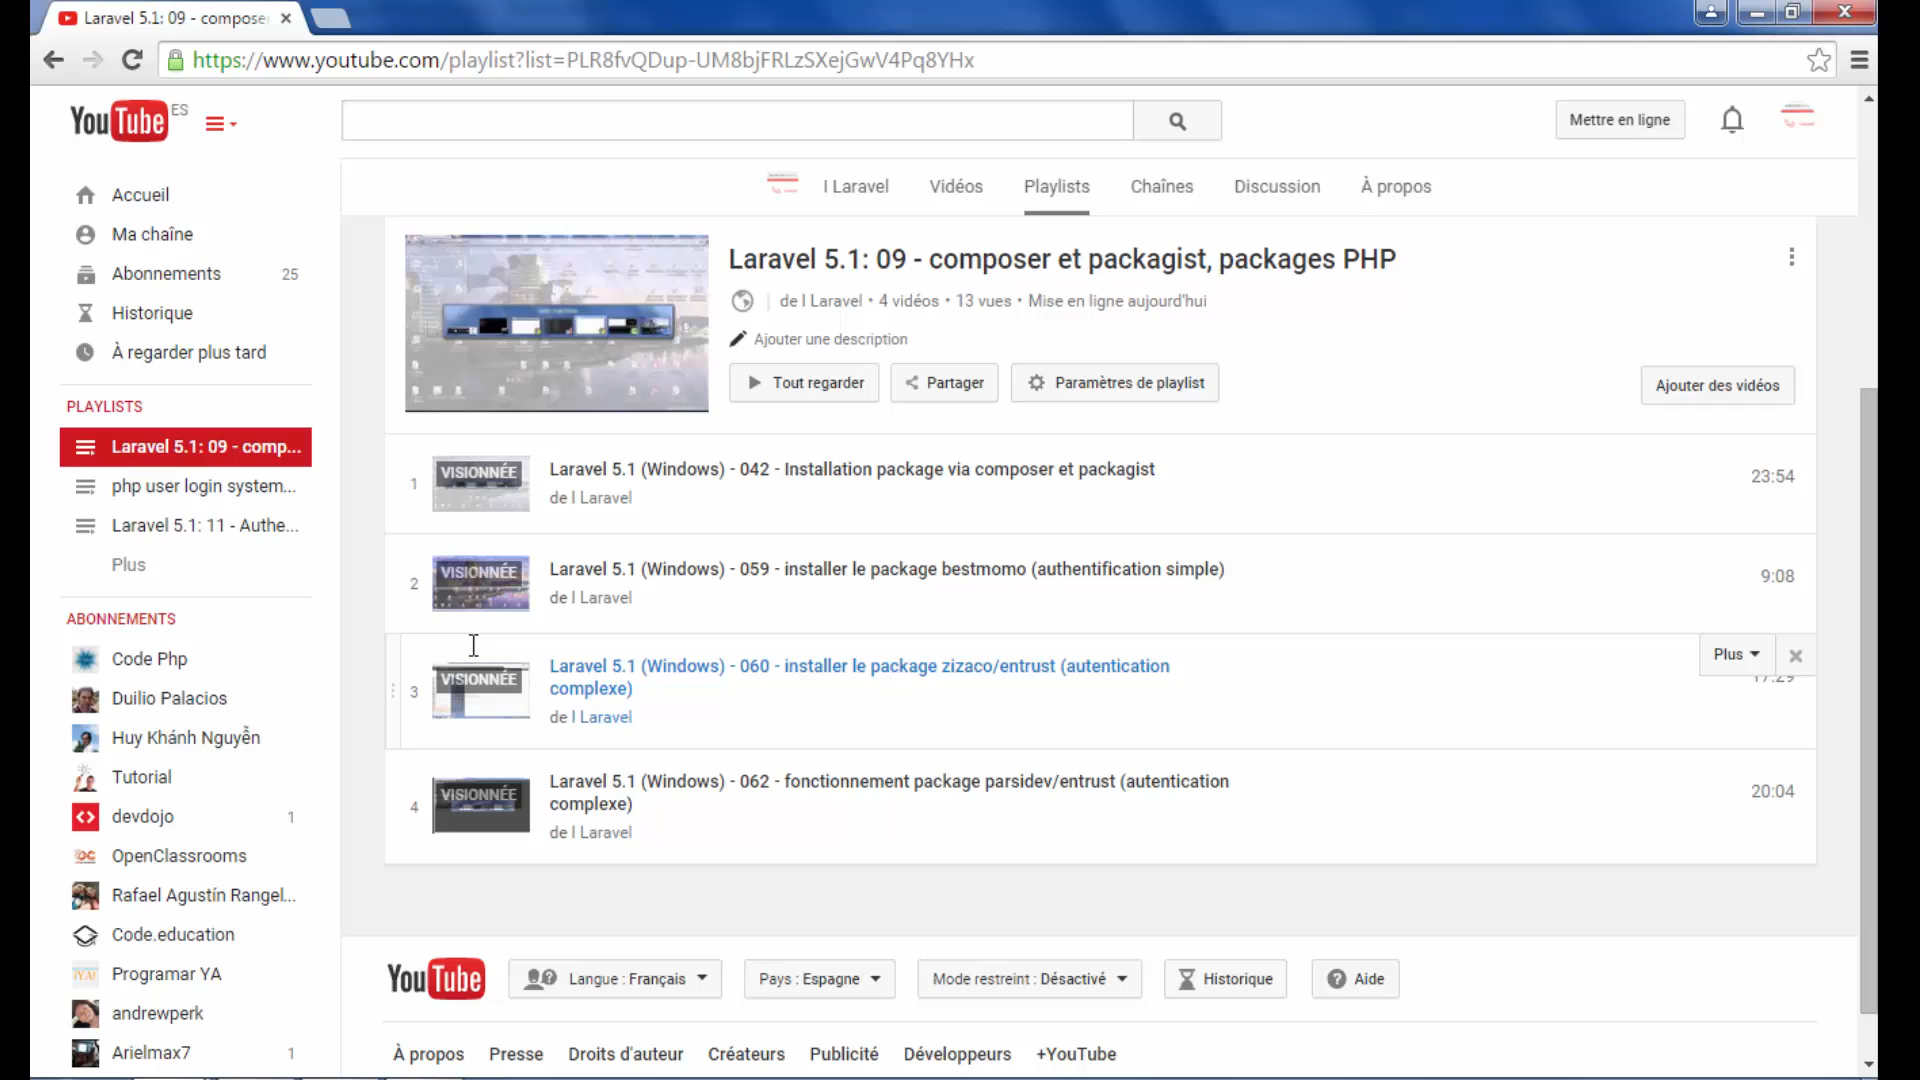 Laravel 5.1: 09 - compose
https://www.youtube.com/playlist?list=PLR8fvQDup-UM8bjFRLzSXejGwV4Pq8YHx
YouTube ES
Mettre en ligne
l Laravel Vidéos Playlists Chaînes Discussion À propos
Accueil
Ma chaîne
Abonnements 25
Historique
À regarder plus tard
PLAYLISTS
Laravel 5.1: 09 - comp...
php user login system...
Laravel 5.1: 11 - Authe...
Plus
ABONNEMENTS
Code Php
Duilio Palacios
Huy Khánh Nguyễn
Tutorial
devdojo 1
OpenClassrooms
Rafael Agustín Rangel...
Code.education
Programar YA
andrewperk
Arielmax7 1
Laravel 5.1: 09 - composer et packagist, packages PHP
de l Laravel • 4 vidéos • 13 vues • Mise en ligne aujourd'hui
Ajouter une description
Tout regarder Partager Paramètres de playlist Ajouter des vidéos
1 VISIONNÉE Laravel 5.1 (Windows) - 042 - Installation package via composer et packagist 23:54
de l Laravel
2 VISIONNÉE Laravel 5.1 (Windows) - 059 - installer le package bestmomo (authentification simple) 9:08
de l Laravel
3 VISIONNÉE Laravel 5.1 (Windows) - 060 - installer le package zizaco/entrust (autentication
complexe)
de l Laravel
Plus
17:29
4 VISIONNÉE Laravel 5.1 (Windows) - 062 - fonctionnement package parsidev/entrust (autentication
complexe) 20:04
de l Laravel
YouTube Langue : Français Pays : Espagne Mode restreint : Désactivé Historique Aide
À propos Presse Droits d'auteur Créateurs Publicité Développeurs +YouTube